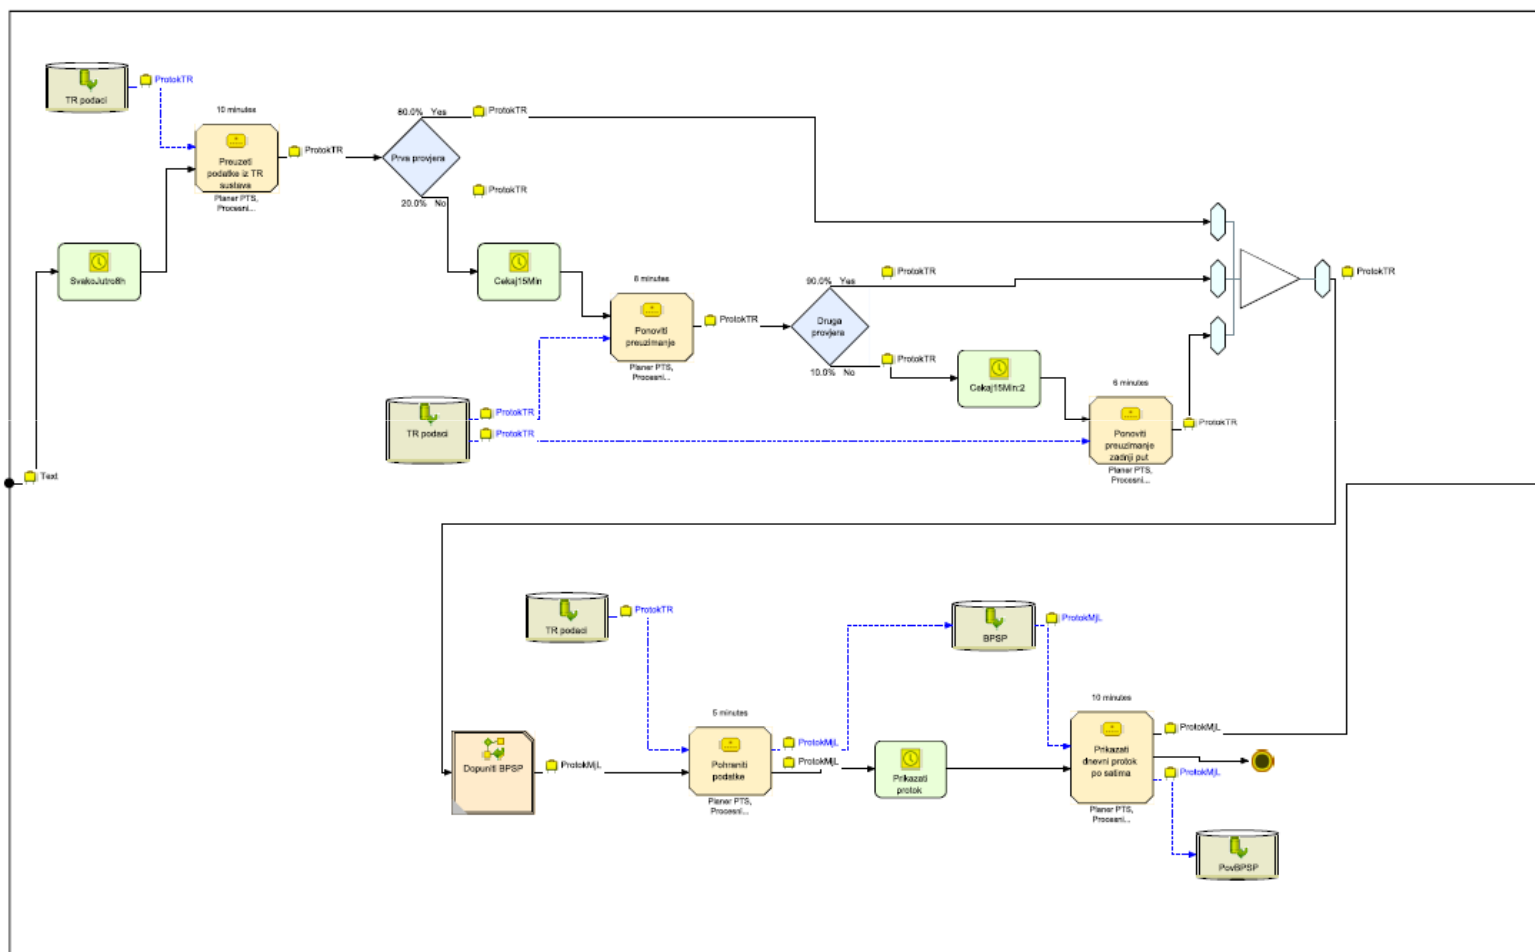 TR podaci
ProtokTR
10 minutes
Preuzeti
podatke iz TR
sustava
Planer PTS,
Procesni...
ProtokTR
Prva provjera
80.0% Yes
ProtokTR
20.0% No
ProtokTR
SvakoJutro8h
Text
Cekaj15Min
8 minutes
Ponoviti
preuzimanje
Planer PTS,
Procesni...
ProtokTR
90.0% Yes
ProtokTR
Druga
provjera
10.0% No
ProtokTR
Cekaj15Min:2
6 minutes
Ponoviti
preuzimanje
zadnji put
Planer PTS,
Procesni...
ProtokTR
ProtokTR
TR podaci
ProtokTR
ProtokTR
TR podaci
ProtokTR
BPSP
ProtokMjL
Dopuniti BPSP
ProtokMjL
5 minutes
Pohraniti
podatke
Planer PTS,
Procesni...
ProtokMjL
ProtokMjL
Prikazati
protok
10 minutes
Prikazati
dnevni protok
po satima
Planer PTS,
Procesni...
ProtokMjL
ProtokMjL
PovBPSP